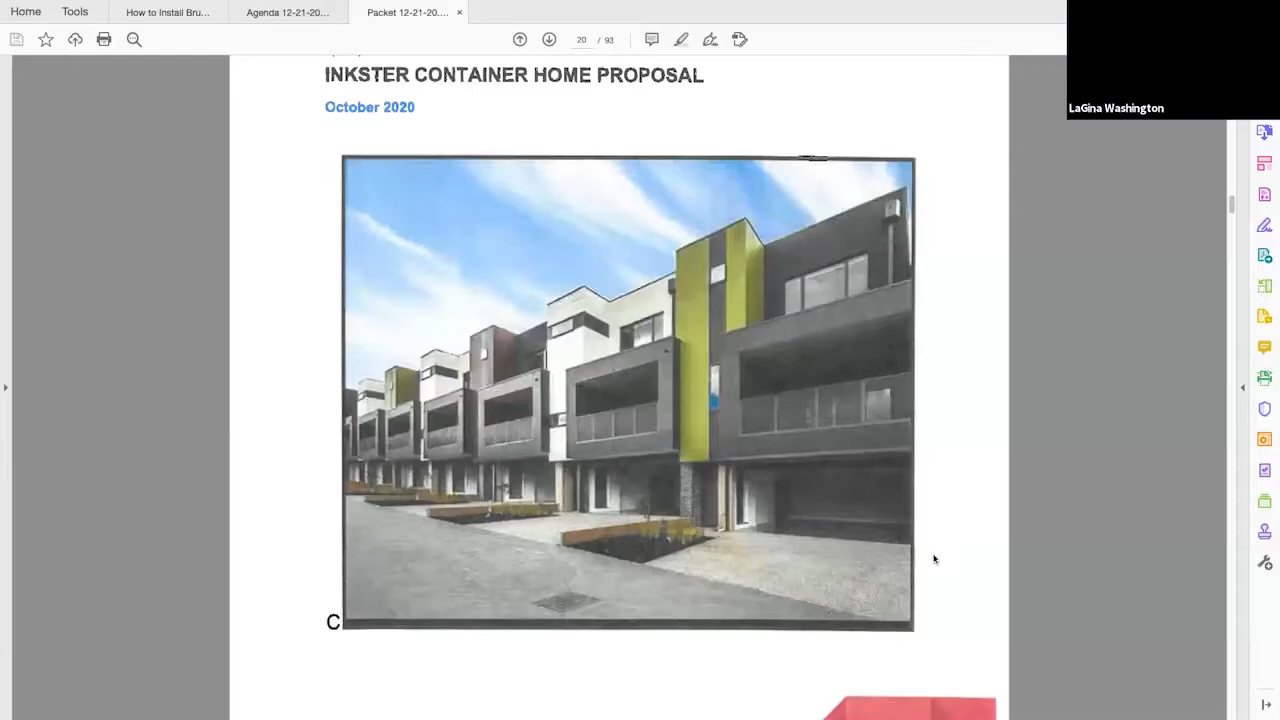 Home
Tools
How to Install Bru...
Agenda 12-21-20...
Packet 12-21-20....
×
20 / 93
LaGina Washington
INKSTER CONTAINER HOME PROPOSAL
October 2020
C